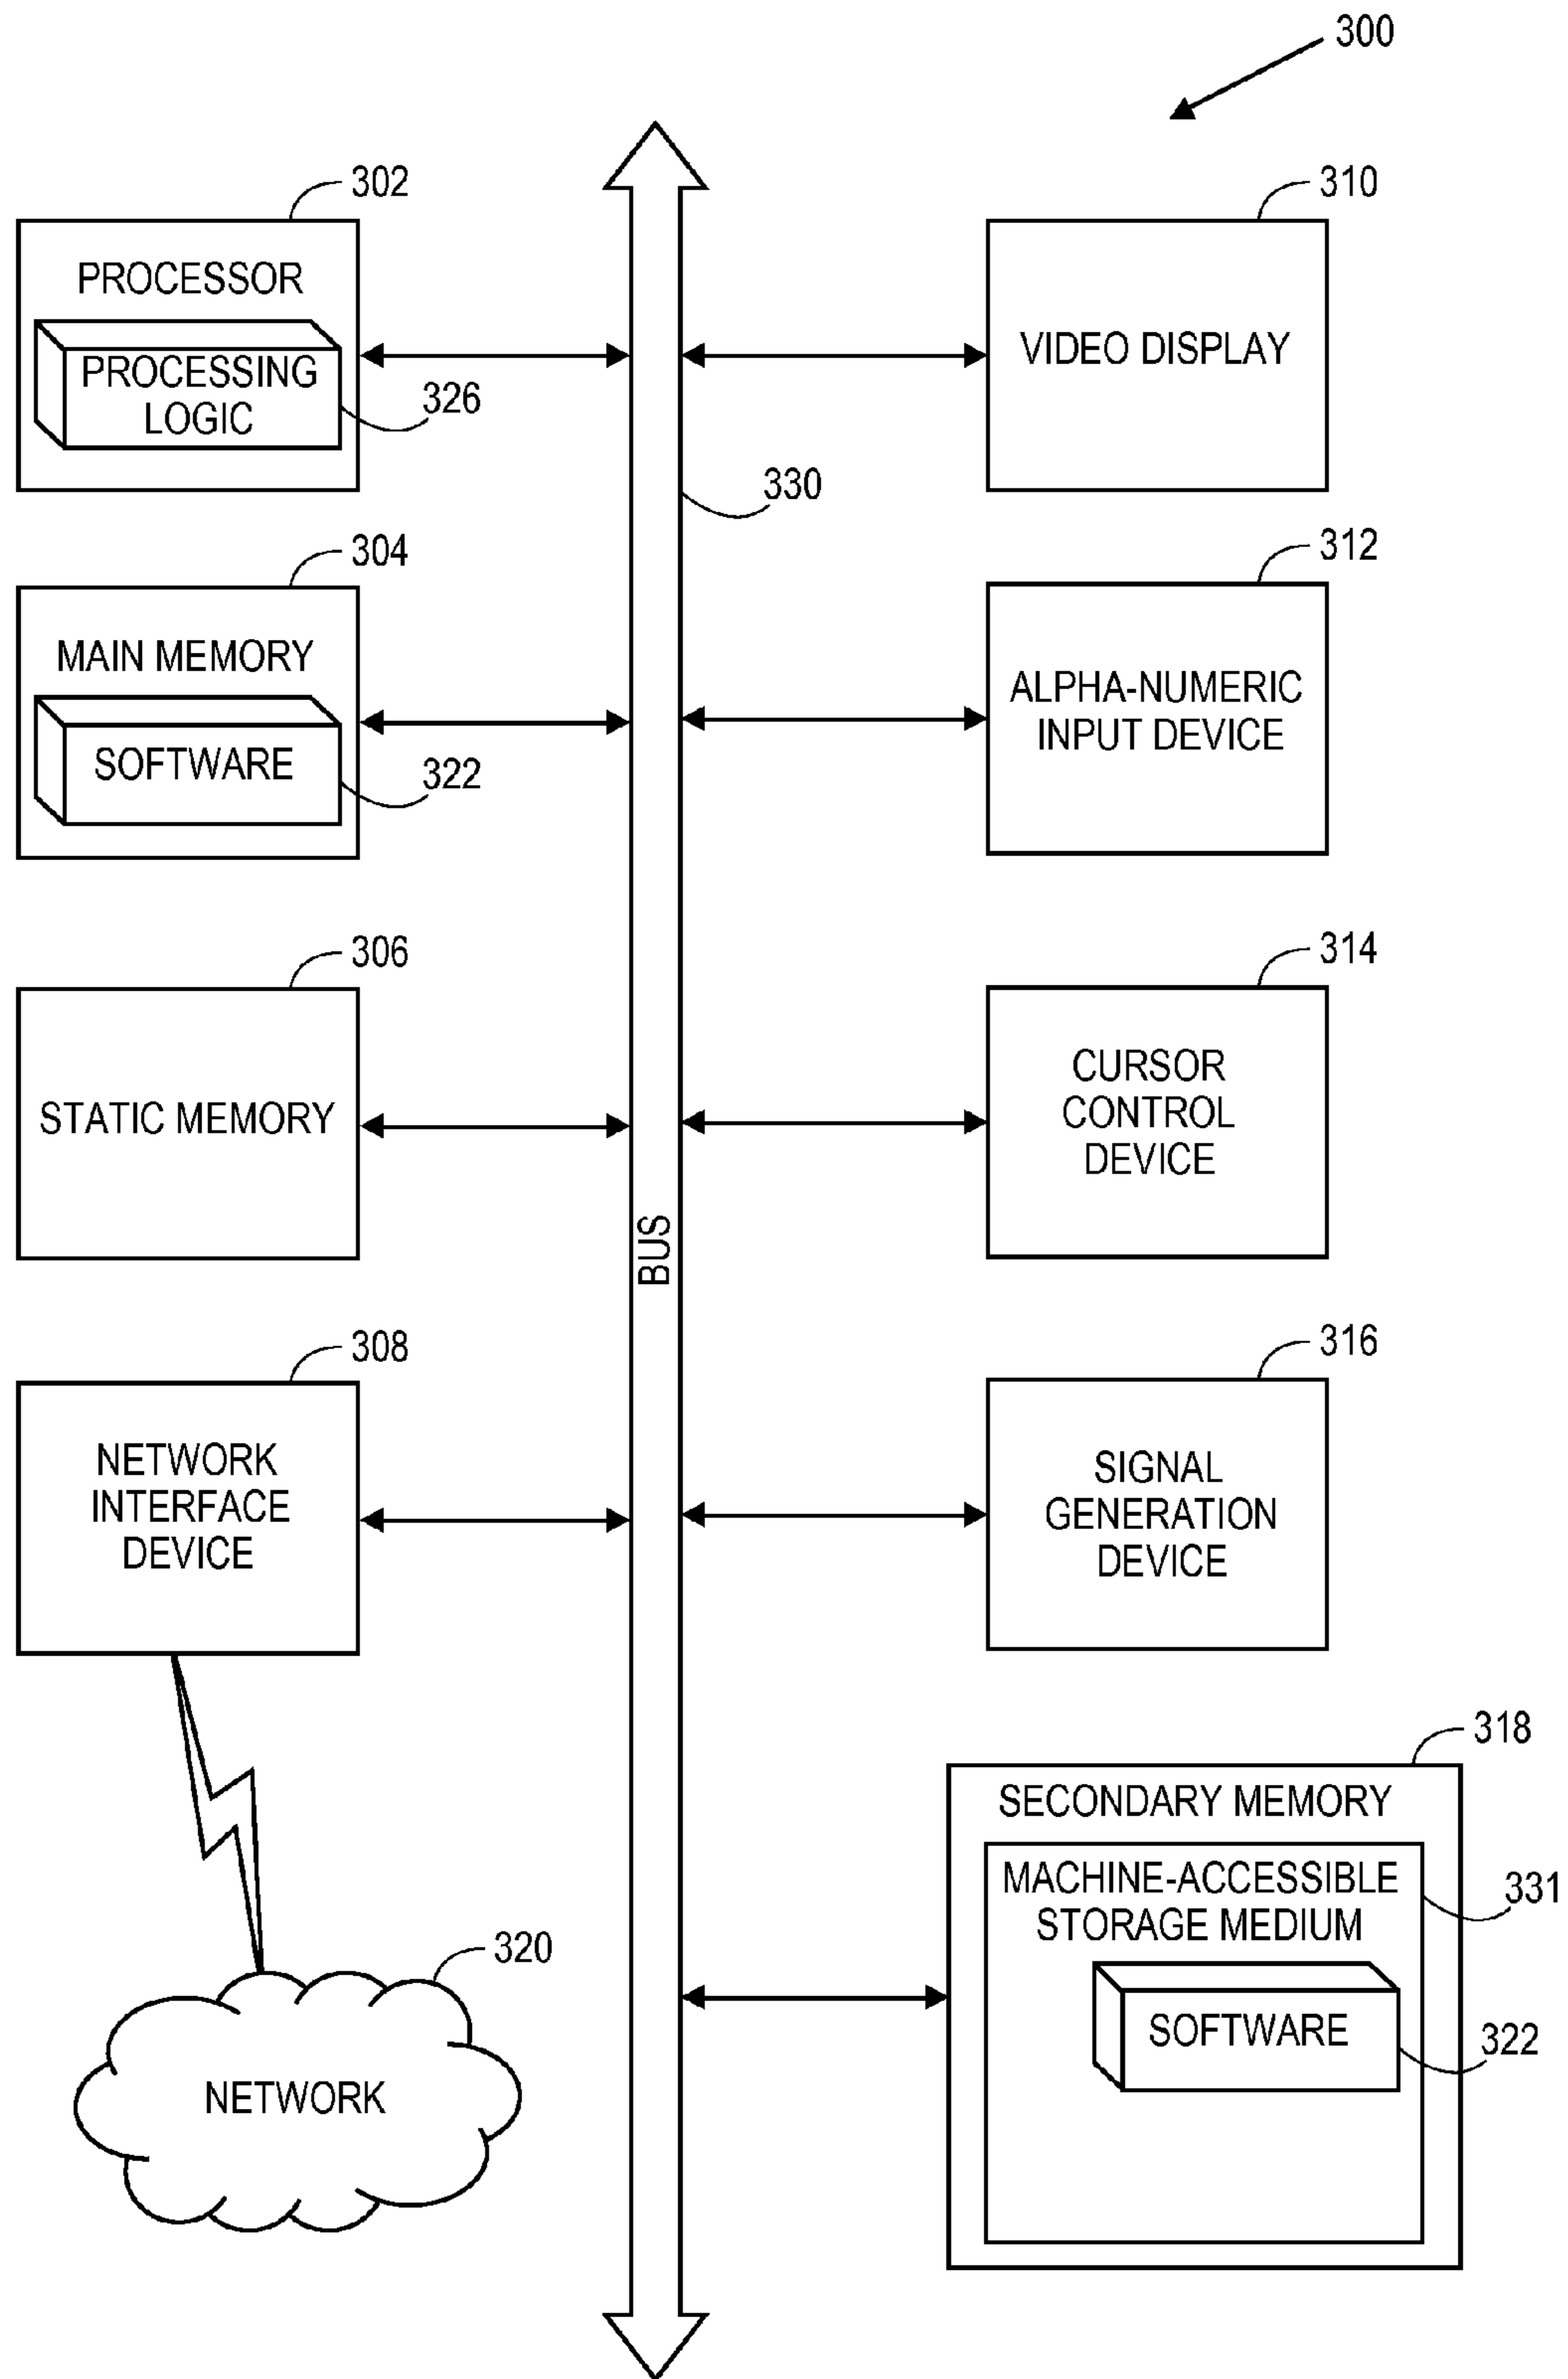 300
302
PROCESSOR
PROCESSING
LOGIC
326
310
VIDEO DISPLAY
330
304
MAIN MEMORY
SOFTWARE
322
312
ALPHA-NUMERIC
INPUT DEVICE
306
STATIC MEMORY
314
CURSOR
CONTROL
DEVICE
BUS
308
NETWORK
INTERFACE
DEVICE
316
SIGNAL
GENERATION
DEVICE
318
SECONDARY MEMORY
MACHINE-ACCESSIBLE
STORAGE MEDIUM
331
SOFTWARE
322
320
NETWORK